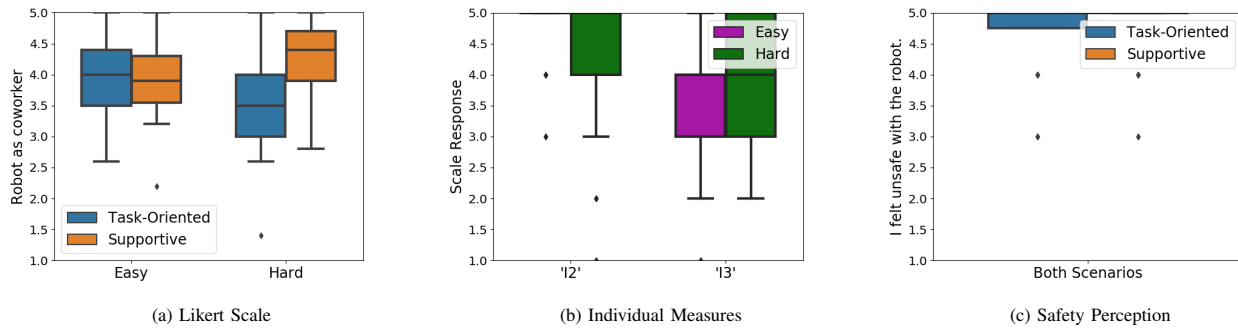 Robot as coworker
5.0
4.5
4.0
3.5
3.0
2.5
2.0
1.5
1.0
Task-Oriented
Supportive
Easy
Hard
(a) Likert Scale
Scale Response
5.0
4.5
4.0
3.5
3.0
2.5
2.0
1.5
1.0
Easy
Hard
'I2'
'I3'
(b) Individual Measures
I felt unsafe with the robot.
5.0
4.5
4.0
3.5
3.0
2.5
2.0
1.5
1.0
Task-Oriented
Supportive
Both Scenarios
(c) Safety Perception